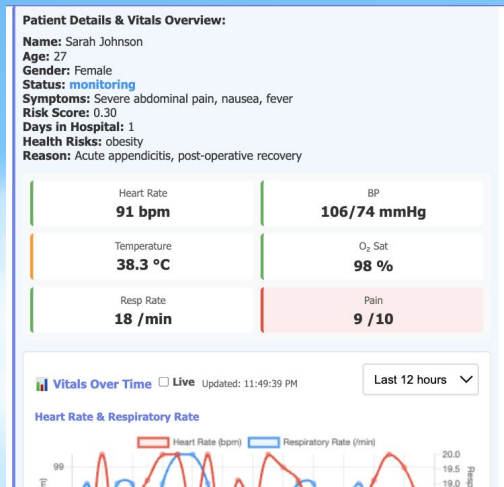 Patient Details & Vitals Overview:
Name: Sarah Johnson
Age: 27
Gender: Female
Status: monitoring
Symptoms: Severe abdominal pain, nausea, fever
Risk Score: 0.30
Days in Hospital: 1
Health Risks: obesity
Reason: Acute appendicitis, post-operative recovery
Heart Rate
91 bpm
BP
106/74 mmHg
Temperature
38.3 °C
O₂ Sat
98 %
Resp Rate
18 /min
Pain
9 /10
Vitals Over Time Live Updated: 11:49:39 PM
Last 12 hours
Heart Rate & Respiratory Rate
Heart Rate (bpm) Respiratory Rate (/min)
20.0
99
19.5
19.0